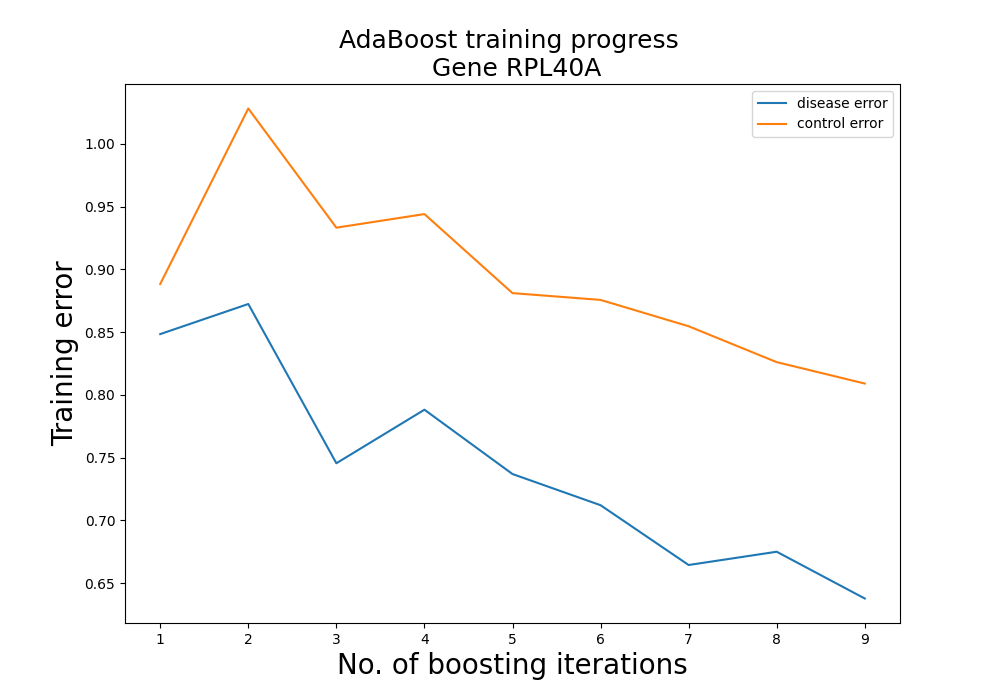 AdaBoost training progress
Gene RPL40A
disease error
control error
1.00
0.95
0.90
0.85
0.80
0.75
0.70
0.65
Training error
1 2 3 4 5 6 7 8 9
No. of boosting iterations